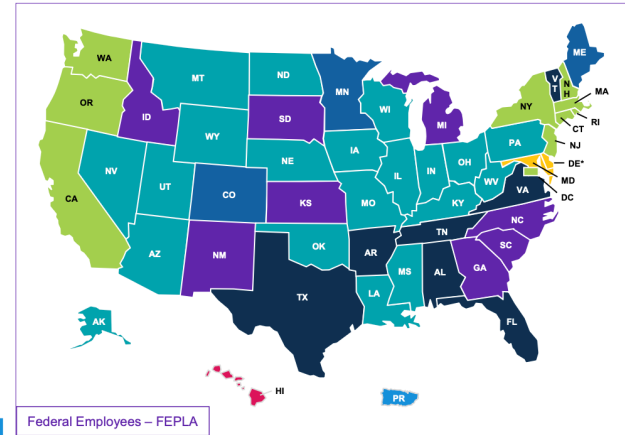 WA
ME
MT
ND
VT
NH
MN
OR
MA
ID
WI
NY
SD
MI
RI
WY
CT
PA
NJ
IA
NE
OH
DE*
NV
IL
IN
MD
UT
WV
CO
VA
DC
CA
KS
MO
KY
NC
TN
OK
AZ
NM
AR
SC
MS
AL
GA
TX
LA
AK
FL
HI
PR
Federal Employees – FEPLA